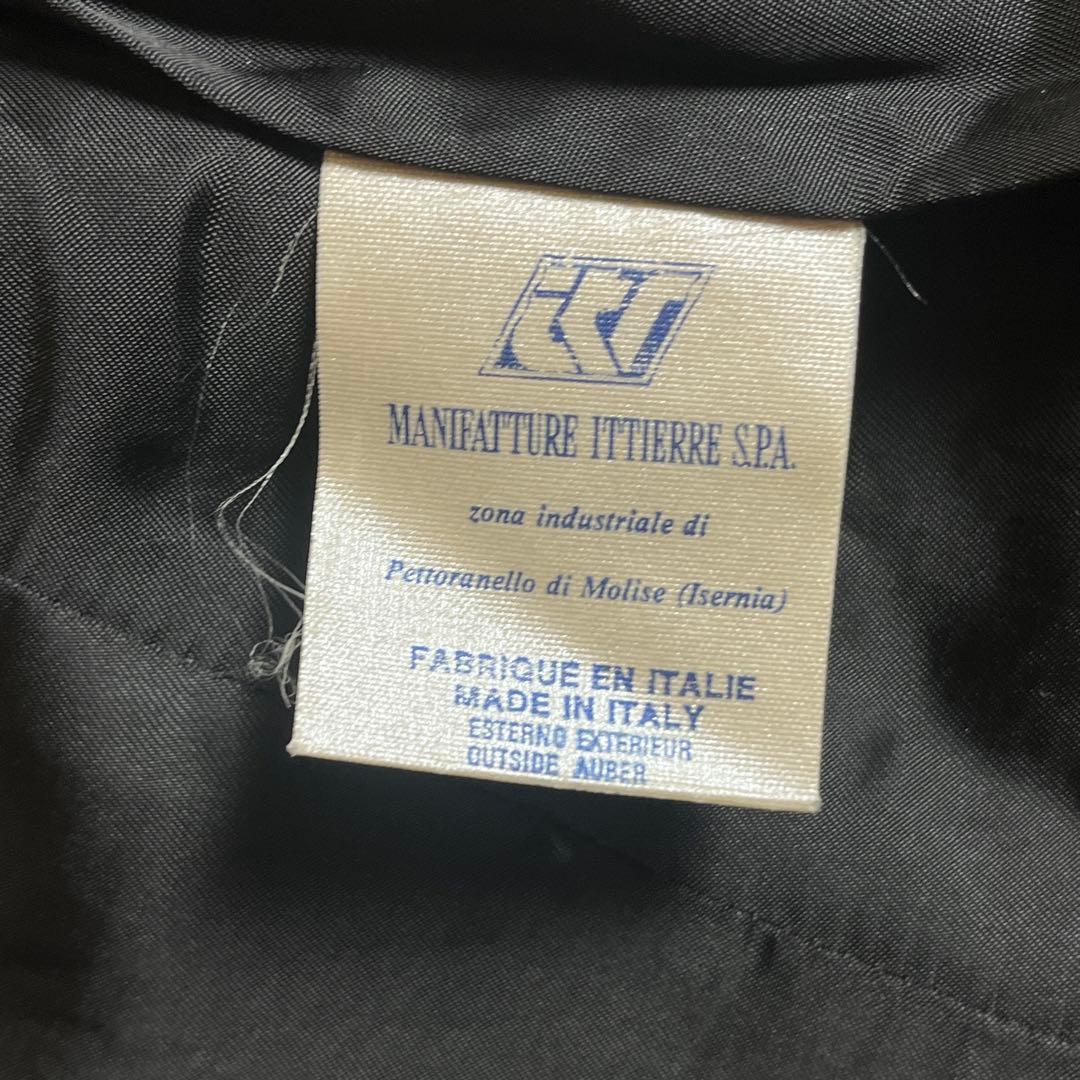 itr
MANIFATTURE ITTIERRE S.P.A.
zona industriale di
Pettoranello di Molise (Isernia)
FABRIQUE EN ITALIE
MADE IN ITALY
ESTERNO EXTERIEUR
OUTSIDE AUBER